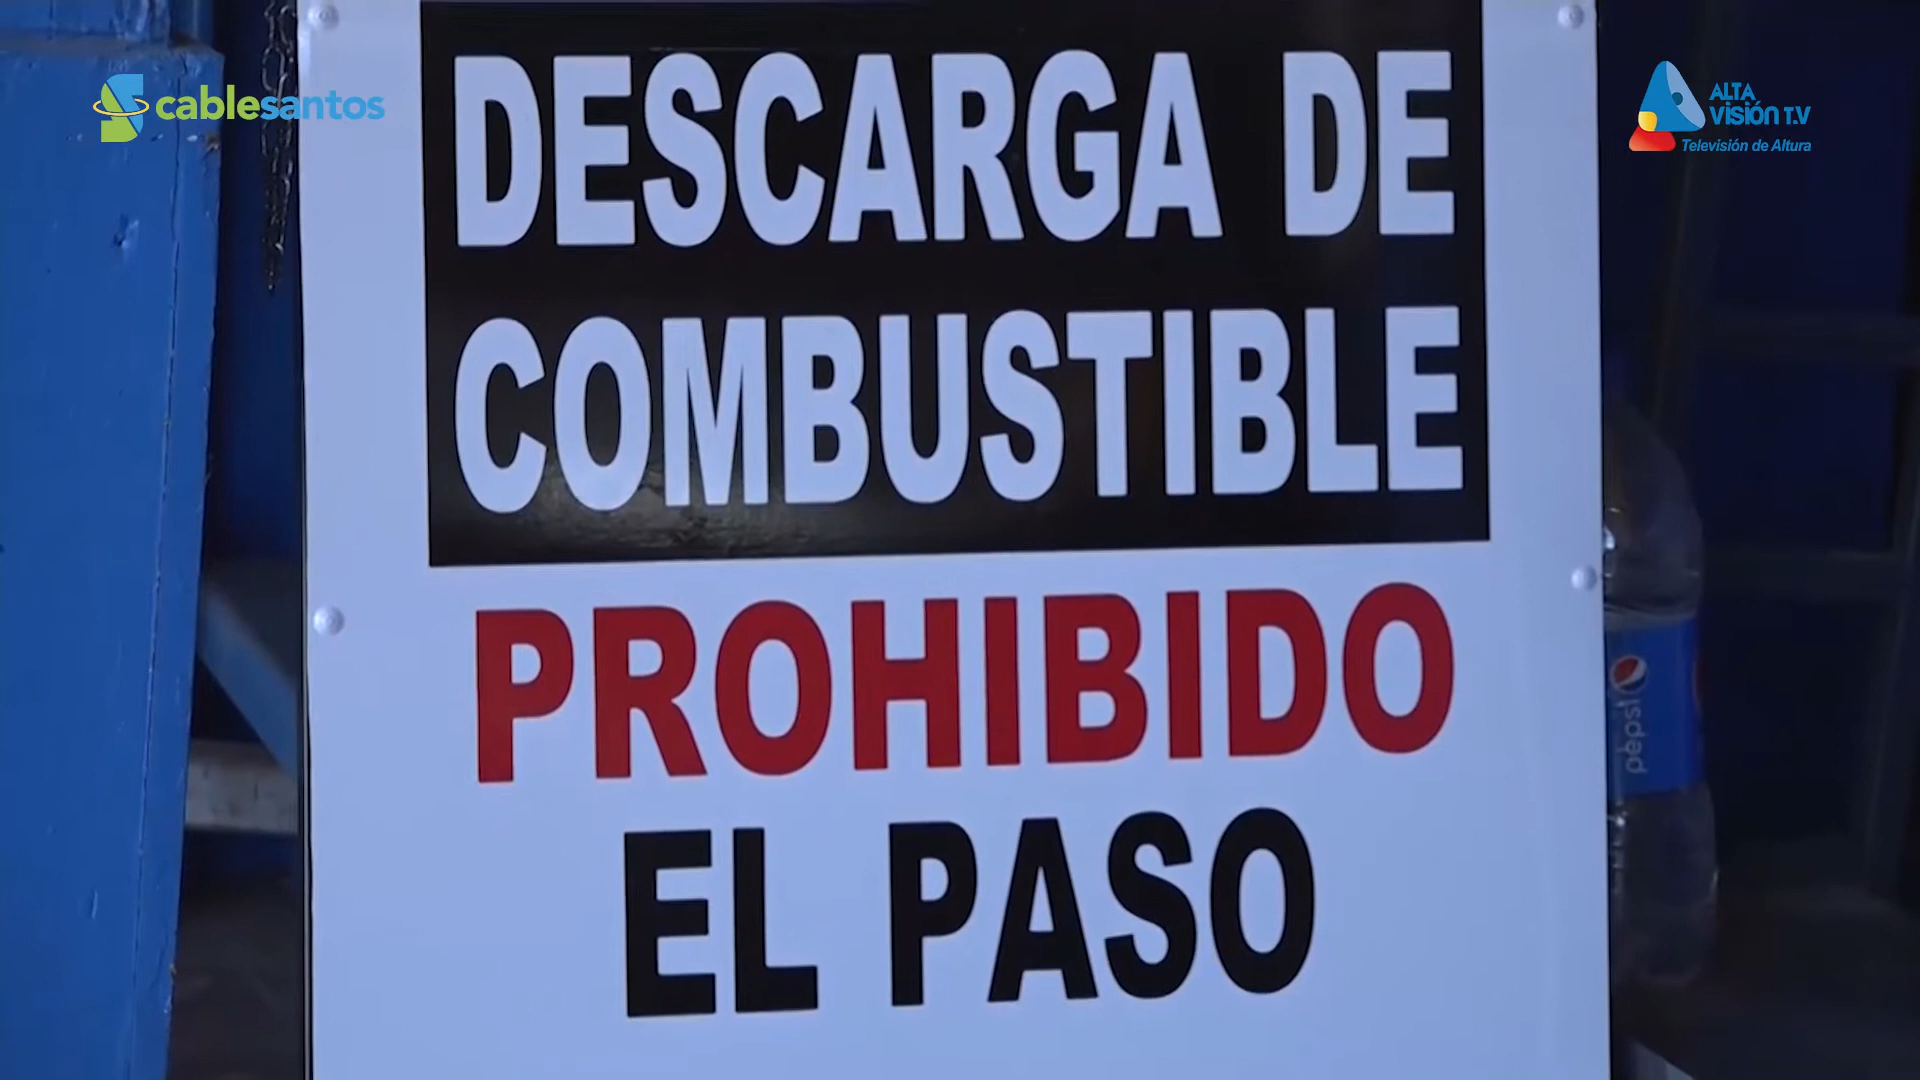 cablesantos
ALTA
VISIÓN T.V
Televisión de Altura
DESCARGA DE
COMBUSTIBLE
PROHIBIDO
EL PASO
pepsi